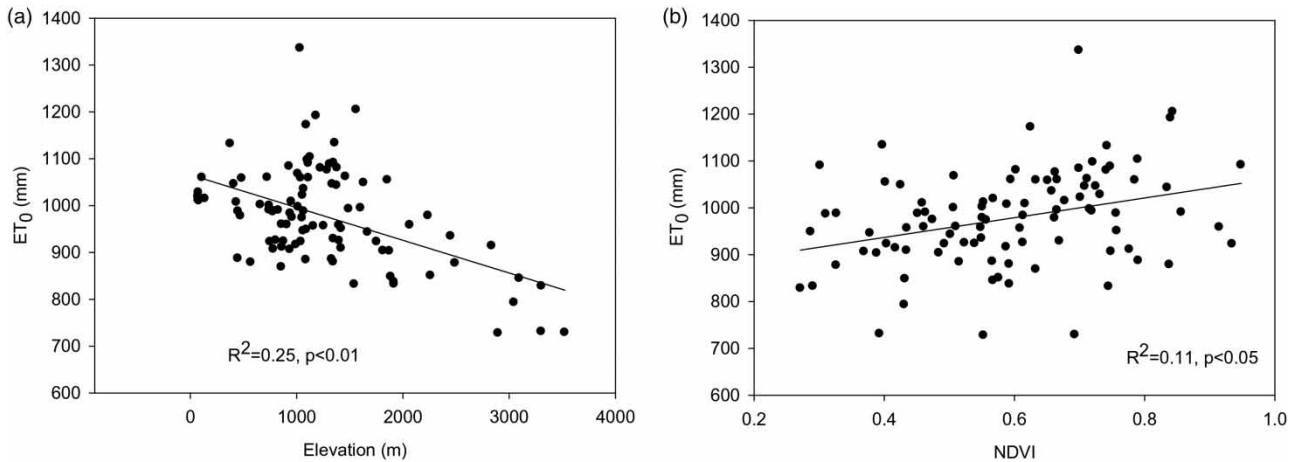 (a)
1400
1300
1200
1100
1000
900
800
700
600
ET0 (mm)
R2=0.25, p<0.01
0 1000 2000 3000 4000
Elevation (m)
(b)
1400
1300
1200
1100
1000
900
800
700
600
ET0 (mm)
R2=0.11, p<0.05
0.2 0.4 0.6 0.8 1.0
NDVI